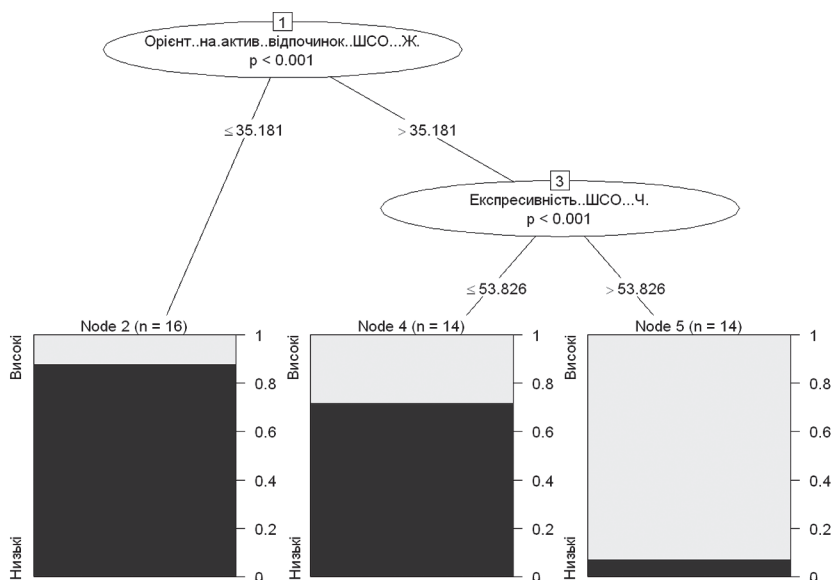 1
Орієнт..на.актив..відпочинок..ШСО...Ж.
p < 0.001
≤ 35.181
> 35.181
3
Експресивність..ШСО...Ч.
p < 0.001
≤ 53.826
> 53.826
Node 2 (n = 16)
Високі
Низькі
1
0.8
0.6
0.4
0.2
0
Node 4 (n = 14)
Високі
Низькі
1
0.8
0.6
0.4
0.2
0
Node 5 (n = 14)
Високі
Низькі
1
0.8
0.6
0.4
0.2
0